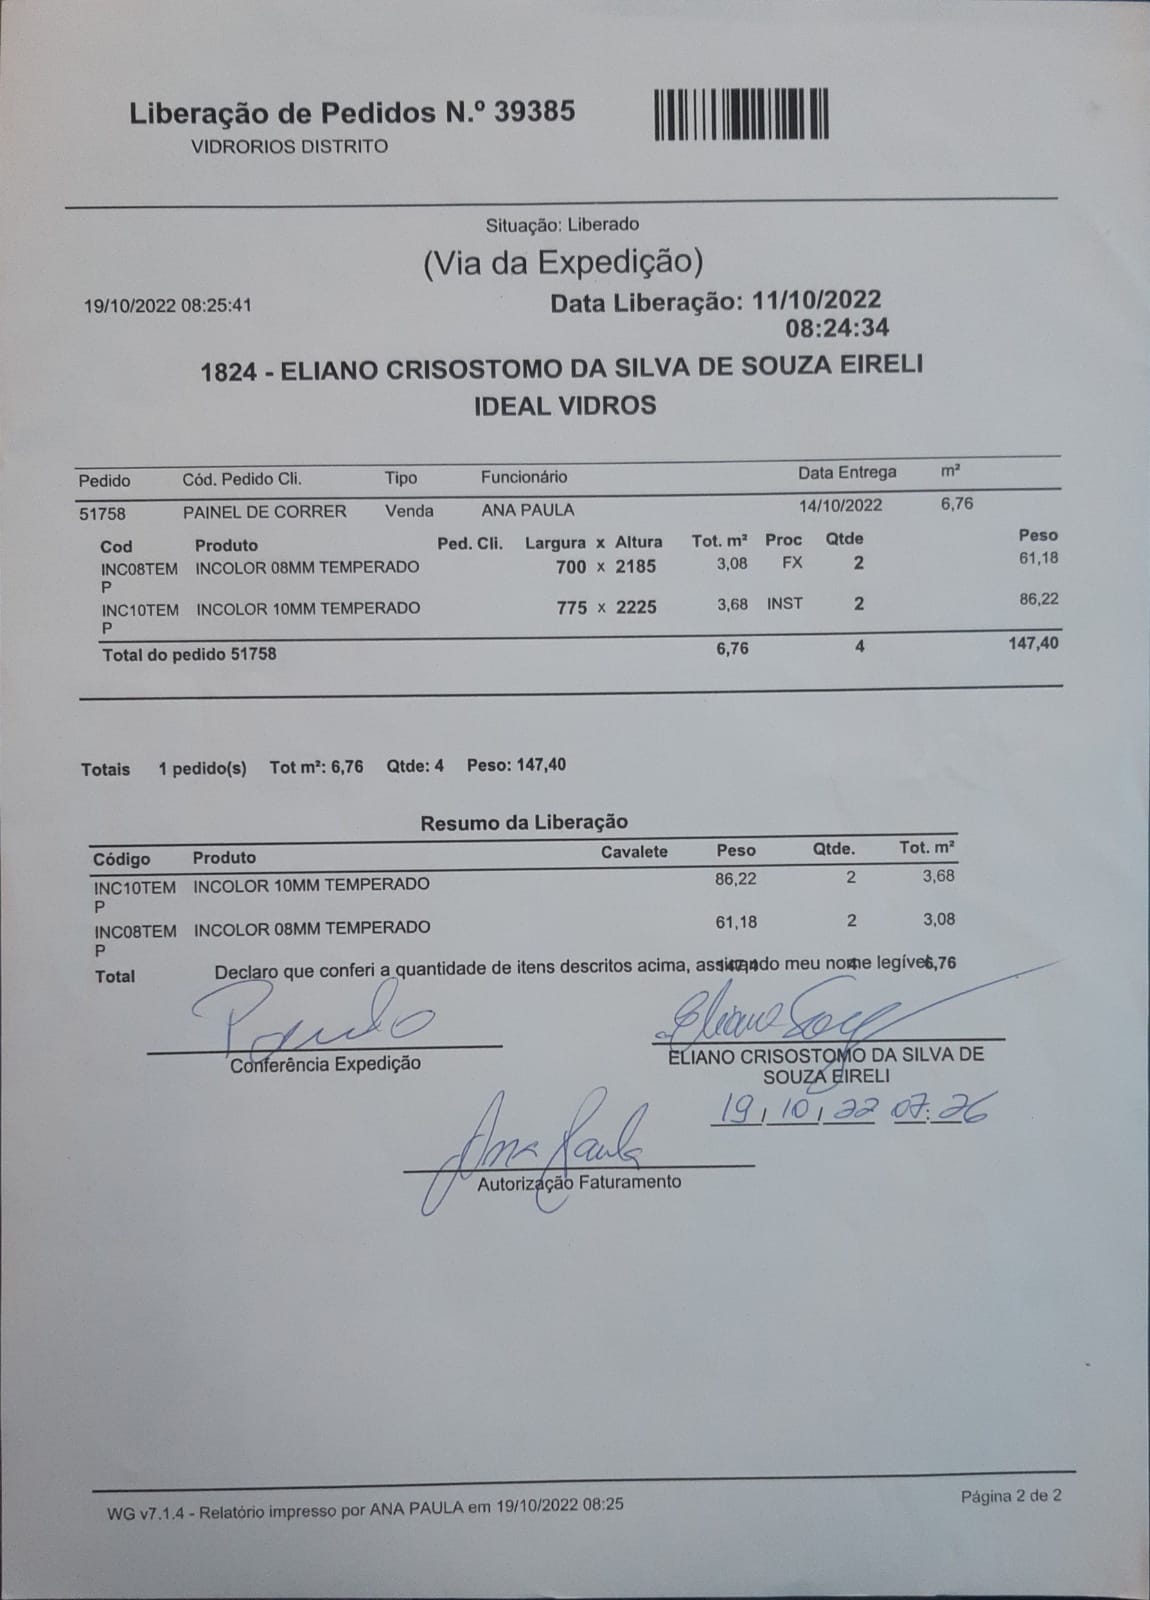 Liberação de Pedidos N.º 39385
VIDRORIOS DISTRITO
Situação: Liberado
(Via da Expedição)
19/10/2022 08:25:41 Data Liberação: 11/10/2022
08:24:34
1824 - ELIANO CRISOSTOMO DA SILVA DE SOUZA EIRELI
IDEAL VIDROS
Pedido Cód. Pedido Cli. Tipo Funcionário Data Entrega m²
51758 PAINEL DE CORRER Venda ANA PAULA 14/10/2022 6,76
Cod Produto Ped. Cli. Largura x Altura Tot. m² Proc Qtde Peso
INC08TEM INCOLOR 08MM TEMPERADO 700 x 2185 3,08 FX 2 61,18
P
INC10TEM INCOLOR 10MM TEMPERADO 775 x 2225 3,68 INST 2 86,22
P
Total do pedido 51758 6,76 4 147,40
Totais 1 pedido(s) Tot m²: 6,76 Qtde: 4 Peso: 147,40
Resumo da Liberação
Código Produto Cavalete Peso Qtde. Tot. m²
INC10TEM INCOLOR 10MM TEMPERADO 86,22 2 3,68
P
INC08TEM INCOLOR 08MM TEMPERADO 61,18 2 3,08
P
Total Declaro que conferi a quantidade de itens descritos acima, assinando meu nome legível 6,76
Eliano
Conferência Expedição
ELIANO CRISOSTOMO DA SILVA DE
SOUZA EIRELI
19/10/22 07:26
Ana Paula
Autorização Faturamento
WG v7.1.4 - Relatório impresso por ANA PAULA em 19/10/2022 08:25 Página 2 de 2